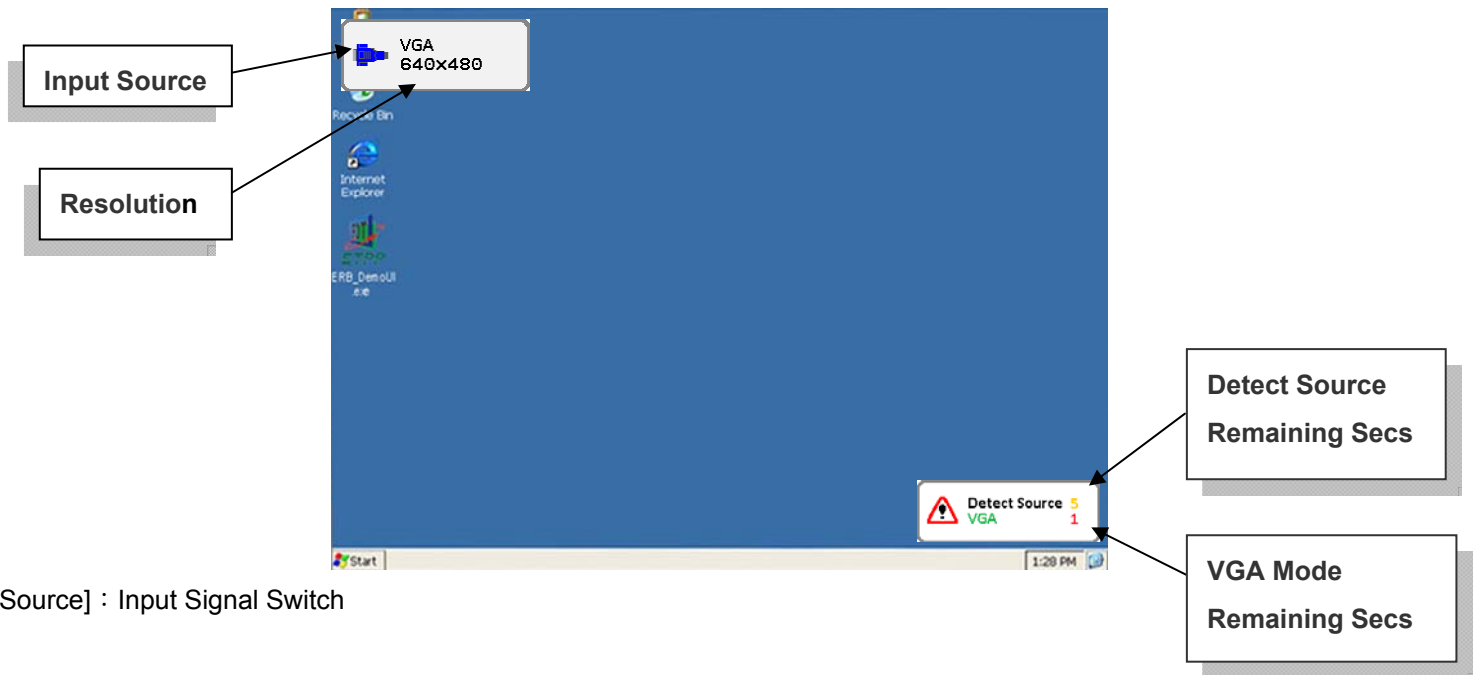 VGA
640x480
Input Source
Recycle Bin
Resolution
Internet
Explorer
ERB_DemoUI
.exe
Detect Source
Remaining Secs
Detect Source 5
VGA 1
Start
1:28 PM
VGA Mode
Remaining Secs
Source]：Input Signal Switch